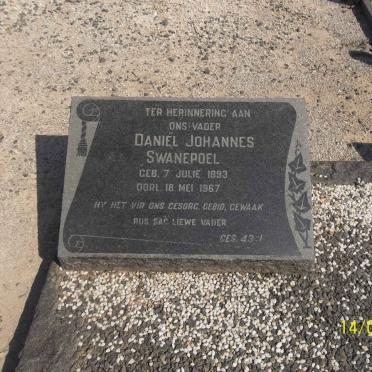 TER HERINNERING AAN
ONS VADER
DANIEL JOHANNES
SWANEPOEL
GEB. 7 JULIE 1893
OORL. 18 MEI 1967
HY HET VIR ONS GESORG, GEBID, GEWAAK
RUS SAG LIEWE VADER
GES. 43:1
14/0